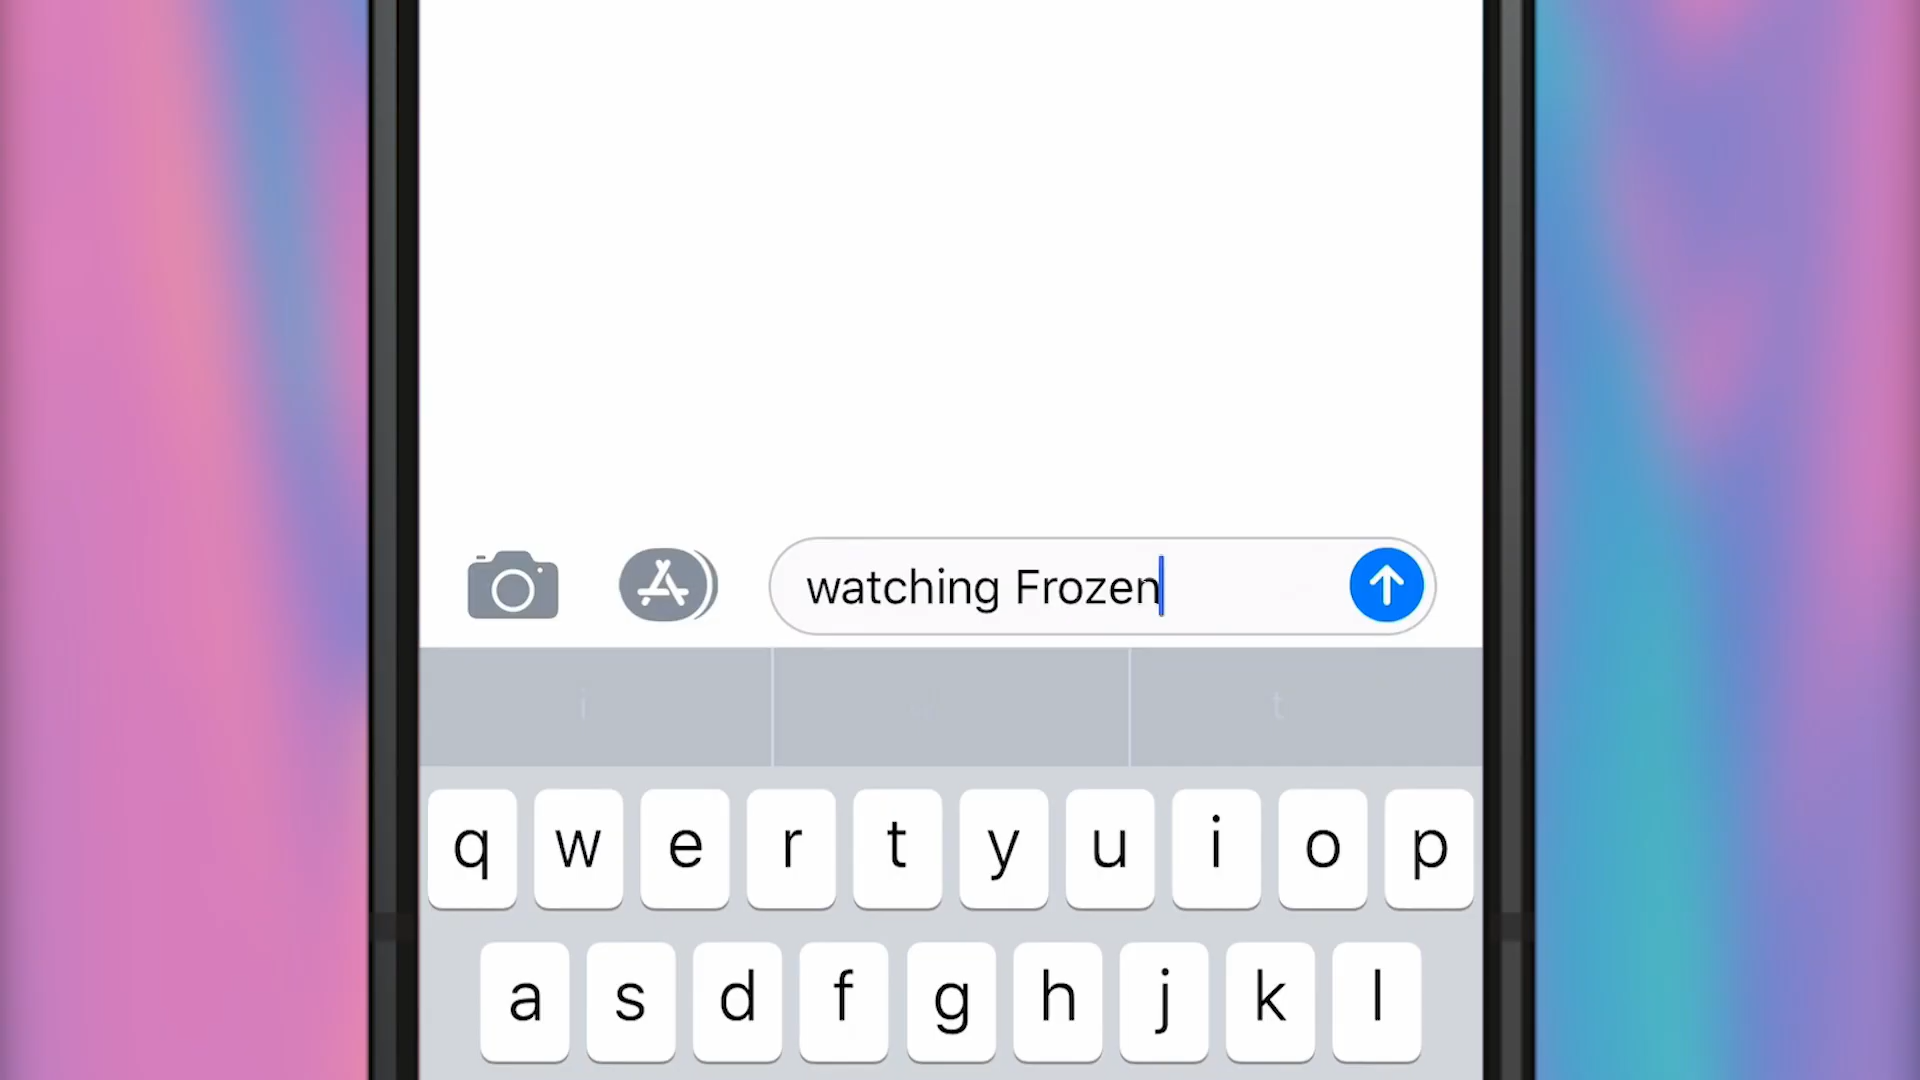 watching Frozen
i t
q w e r t y u i o p
a s d f g h j k l